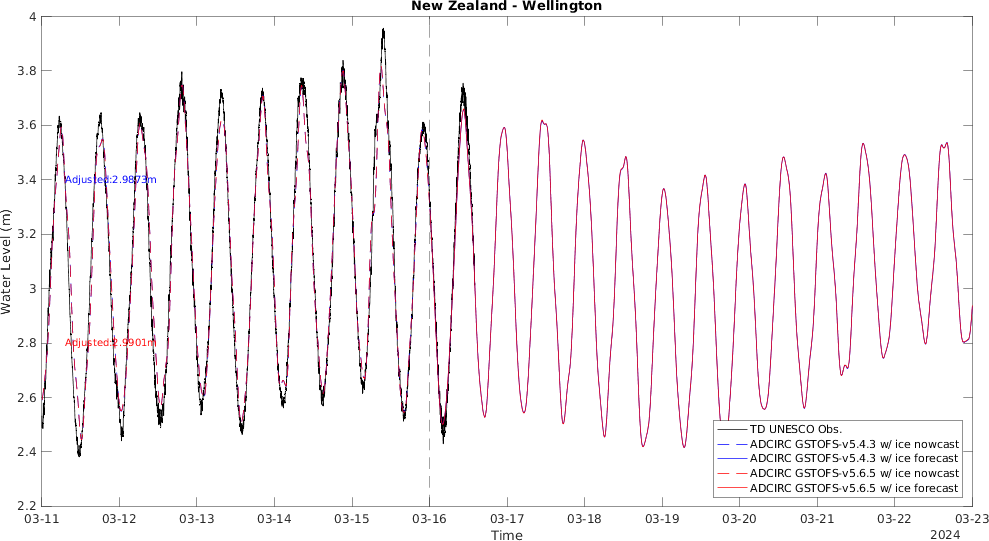 New Zealand - Wellington
4
3.8
3.6
3.4
3.2
3
2.8
2.6
2.4
2.2
Water Level (m)
Adjusted:2.9873m
Adjusted:2.9901m
TD UNESCO Obs.
ADCIRC GSTOFS-v5.4.3 w/ ice nowcast
ADCIRC GSTOFS-v5.4.3 w/ ice forecast
ADCIRC GSTOFS-v5.6.5 w/ ice nowcast
ADCIRC GSTOFS-v5.6.5 w/ ice forecast
03-11 03-12 03-13 03-14 03-15 03-16 03-17 03-18 03-19 03-20 03-21 03-22 03-23
Time
2024